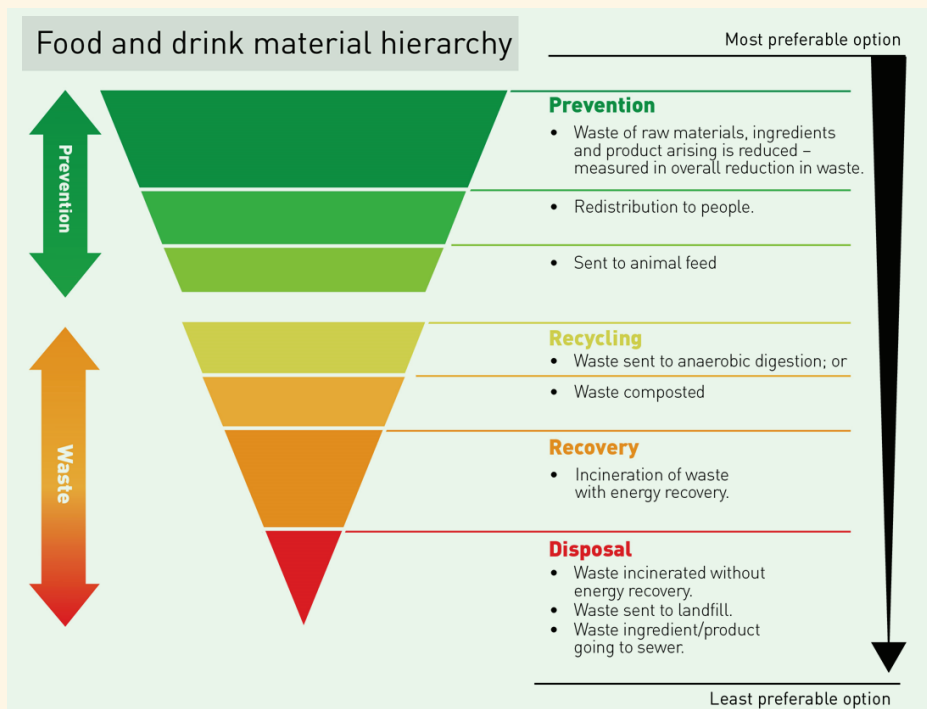 Food and drink material hierarchy
Most preferable option
Prevention
Prevention
• Waste of raw materials, ingredients
and product arising is reduced –
measured in overall reduction in waste.
• Redistribution to people.
• Sent to animal feed
Waste
Recycling
• Waste sent to anaerobic digestion; or
• Waste composted
Recovery
• Incineration of waste
with energy recovery.
Disposal
• Waste incinerated without
energy recovery.
• Waste sent to landfill.
• Waste ingredient/product
going to sewer.
Least preferable option